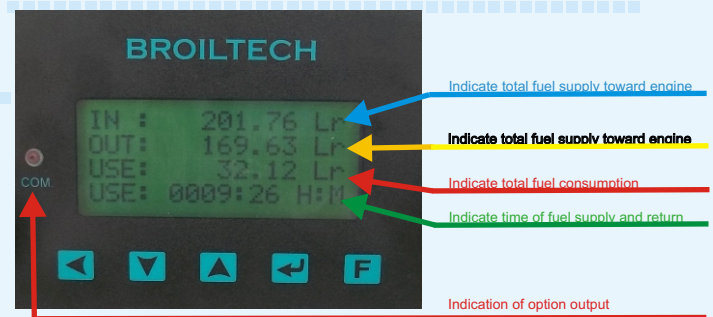 BROILTECH
IN : 201.76 Lr
OUT: 169.63 Lr
USE: 32.12 Lr
USE: 0009:26 H:M
COM.
F
Indicate total fuel supply toward engine
Indicate total fuel supply toward engine
Indicate total fuel consumption
Indicate time of fuel supply and return
Indication of option output